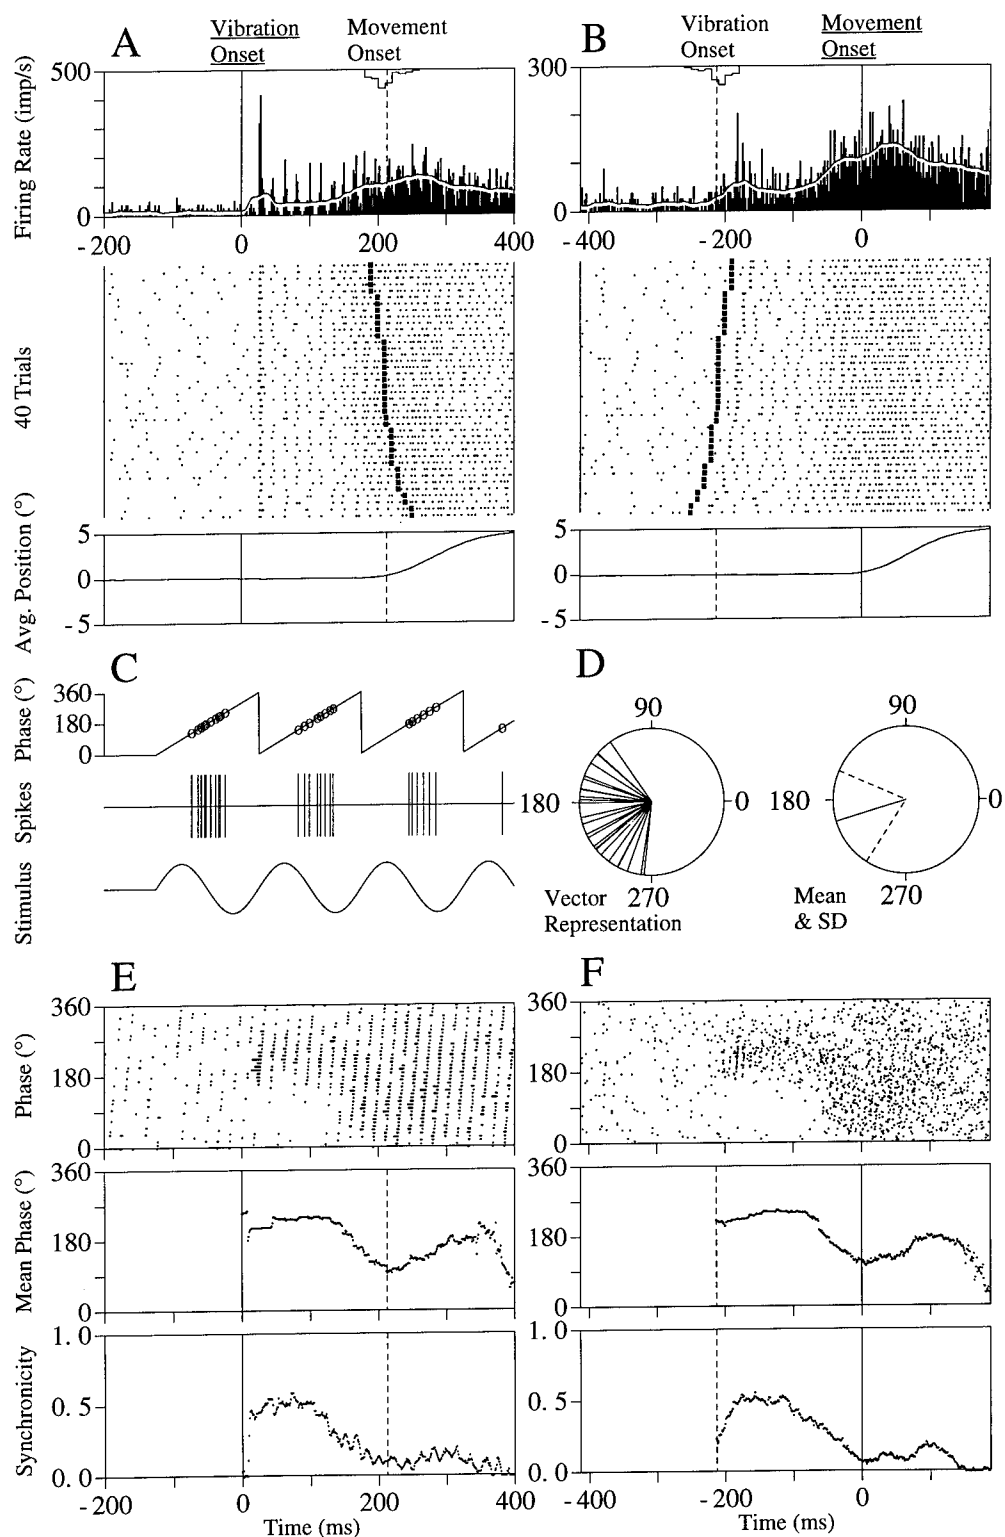 A
Vibration
Onset
Movement
Onset
B
Vibration
Onset
Movement
Onset
Firing Rate (imp/s)
500
0
-200
0
200
400
300
0
-400
-200
0
40 Trials
Avg. Position (°)
5
0
-5
5
0
-5
C
Phase (°)
360
180
0
Spikes
Stimulus
D
90
180
0
270
Vector
Representation
90
180
0
270
Mean
& SD
E
Phase (°)
360
180
0
F
360
180
0
Mean Phase (°)
360
180
0
360
180
0
Synchronicity
1.0
0.5
0.0
-200
0
200
400
Time (ms)
1.0
0.5
0.0
-400
-200
0
Time (ms)